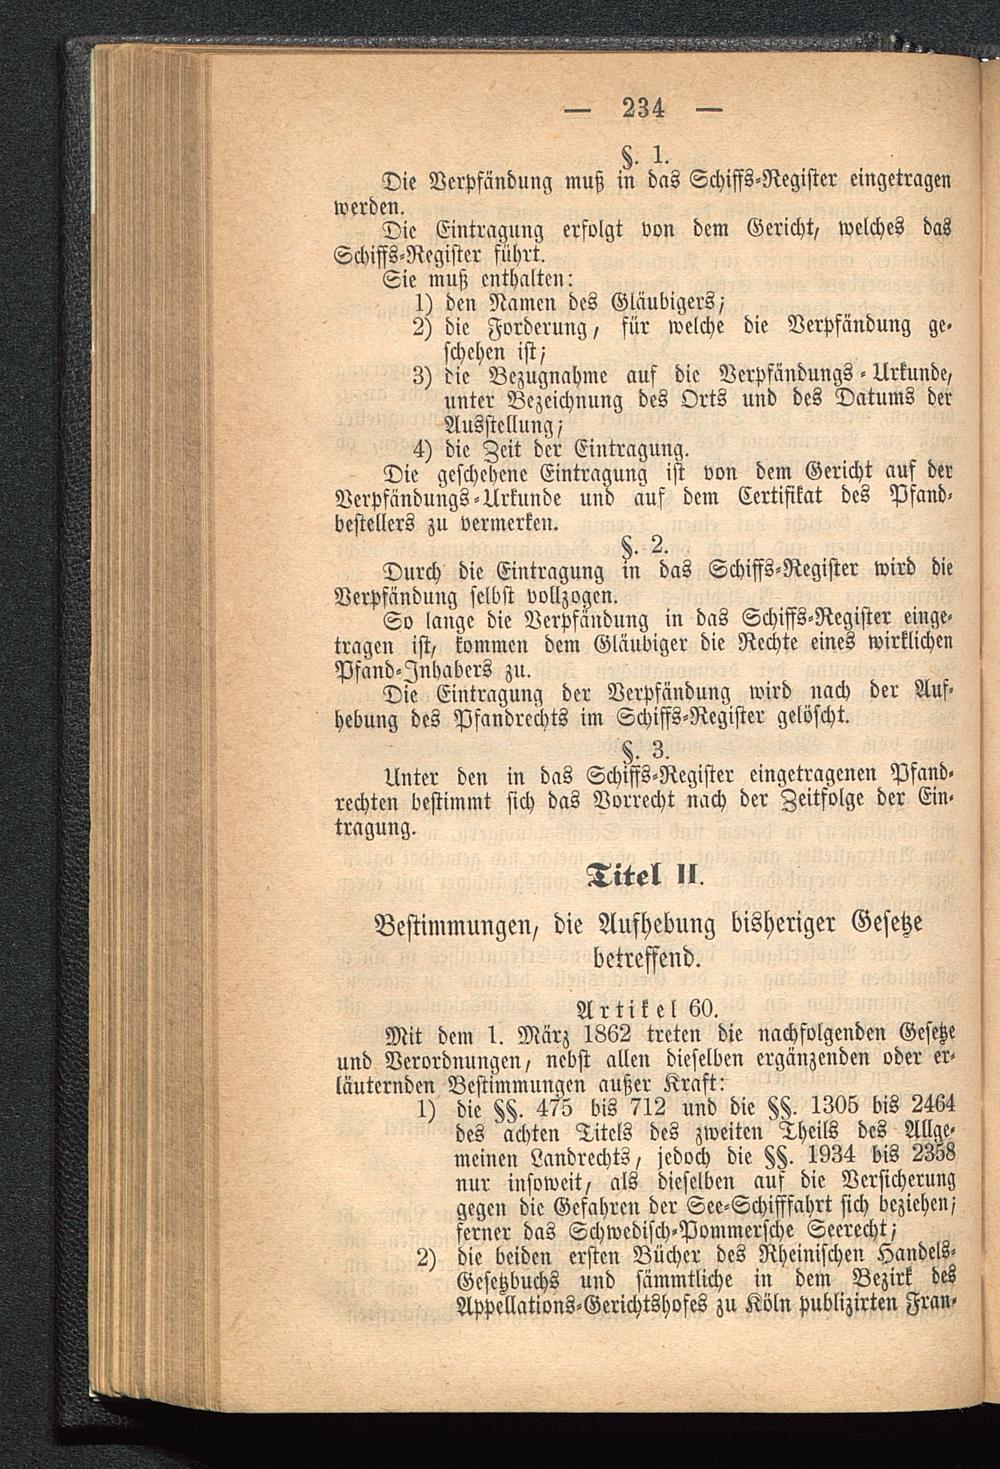 — 234 —
§. 1.
Die Verpfändung muß in das Schiffs-Register eingetragen
werden.
Die Eintragung erfolgt von dem Gericht, welches das
Schiffs-Register führt.
Sie muß enthalten:
1) den Namen des Gläubigers;
2) die Forderung, für welche die Verpfändung ge-
schehen ist;
3) die Bezugnahme auf die Verpfändungs-Urkunde,
unter Bezeichnung des Orts und des Datums der
Ausstellung;
4) die Zeit der Eintragung.
Die geschehene Eintragung ist von dem Gericht auf der
Verpfändungs-Urkunde und auf dem Certifikat des Pfand-
bestellers zu vermerken.
§. 2.
Durch die Eintragung in das Schiffs-Register wird die
Verpfändung selbst vollzogen.
So lange die Verpfändung in das Schiffs-Register einge-
tragen ist, kommen dem Gläubiger die Rechte eines wirklichen
Pfand-Inhabers zu.
Die Eintragung der Verpfändung wird nach der Auf-
hebung des Pfandrechts im Schiffs-Register gelöscht.
§. 3.
Unter den in das Schiffs-Register eingetragenen Pfand-
rechten bestimmt sich das Vorrecht nach der Zeitfolge der Ein-
tragung.
Titel II.
Bestimmungen, die Aufhebung bisheriger Gesetze
betreffend.
Artikel 60.
Mit dem 1. März 1862 treten die nachfolgenden Gesetze
und Verordnungen, nebst allen dieselben ergänzenden oder er-
läuternden Bestimmungen außer Kraft:
1) die §§. 475 bis 712 und die §§. 1305 bis 2464
des achten Titels des zweiten Theils des Allge-
meinen Landrechts, jedoch die §§. 1934 bis 2358
nur insoweit, als dieselben auf die Versicherung
gegen die Gefahren der See-Schifffahrt sich beziehen;
ferner das Schwedisch-Pommersche Seerecht;
2) die beiden ersten Bücher des Rheinischen Handels-
Gesetzbuchs und sämmtliche in dem Bezirk des
Appellations-Gerichtshofes zu Köln publizirten Fran-